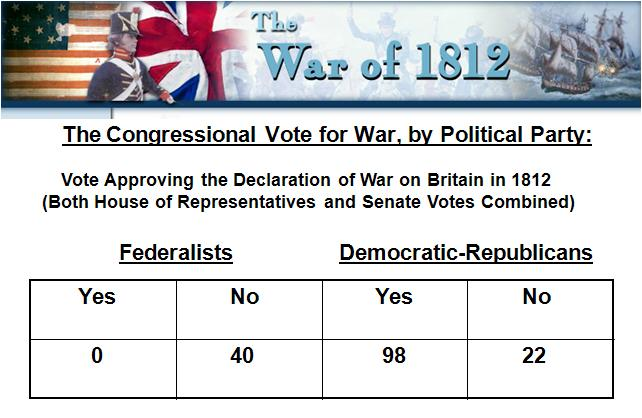 The
War of 1812
The Congressional Vote for War, by Political Party:
Vote Approving the Declaration of War on Britain in 1812
(Both House of Representatives and Senate Votes Combined)
Federalists Democratic-Republicans
Yes No Yes No
0 40 98 22